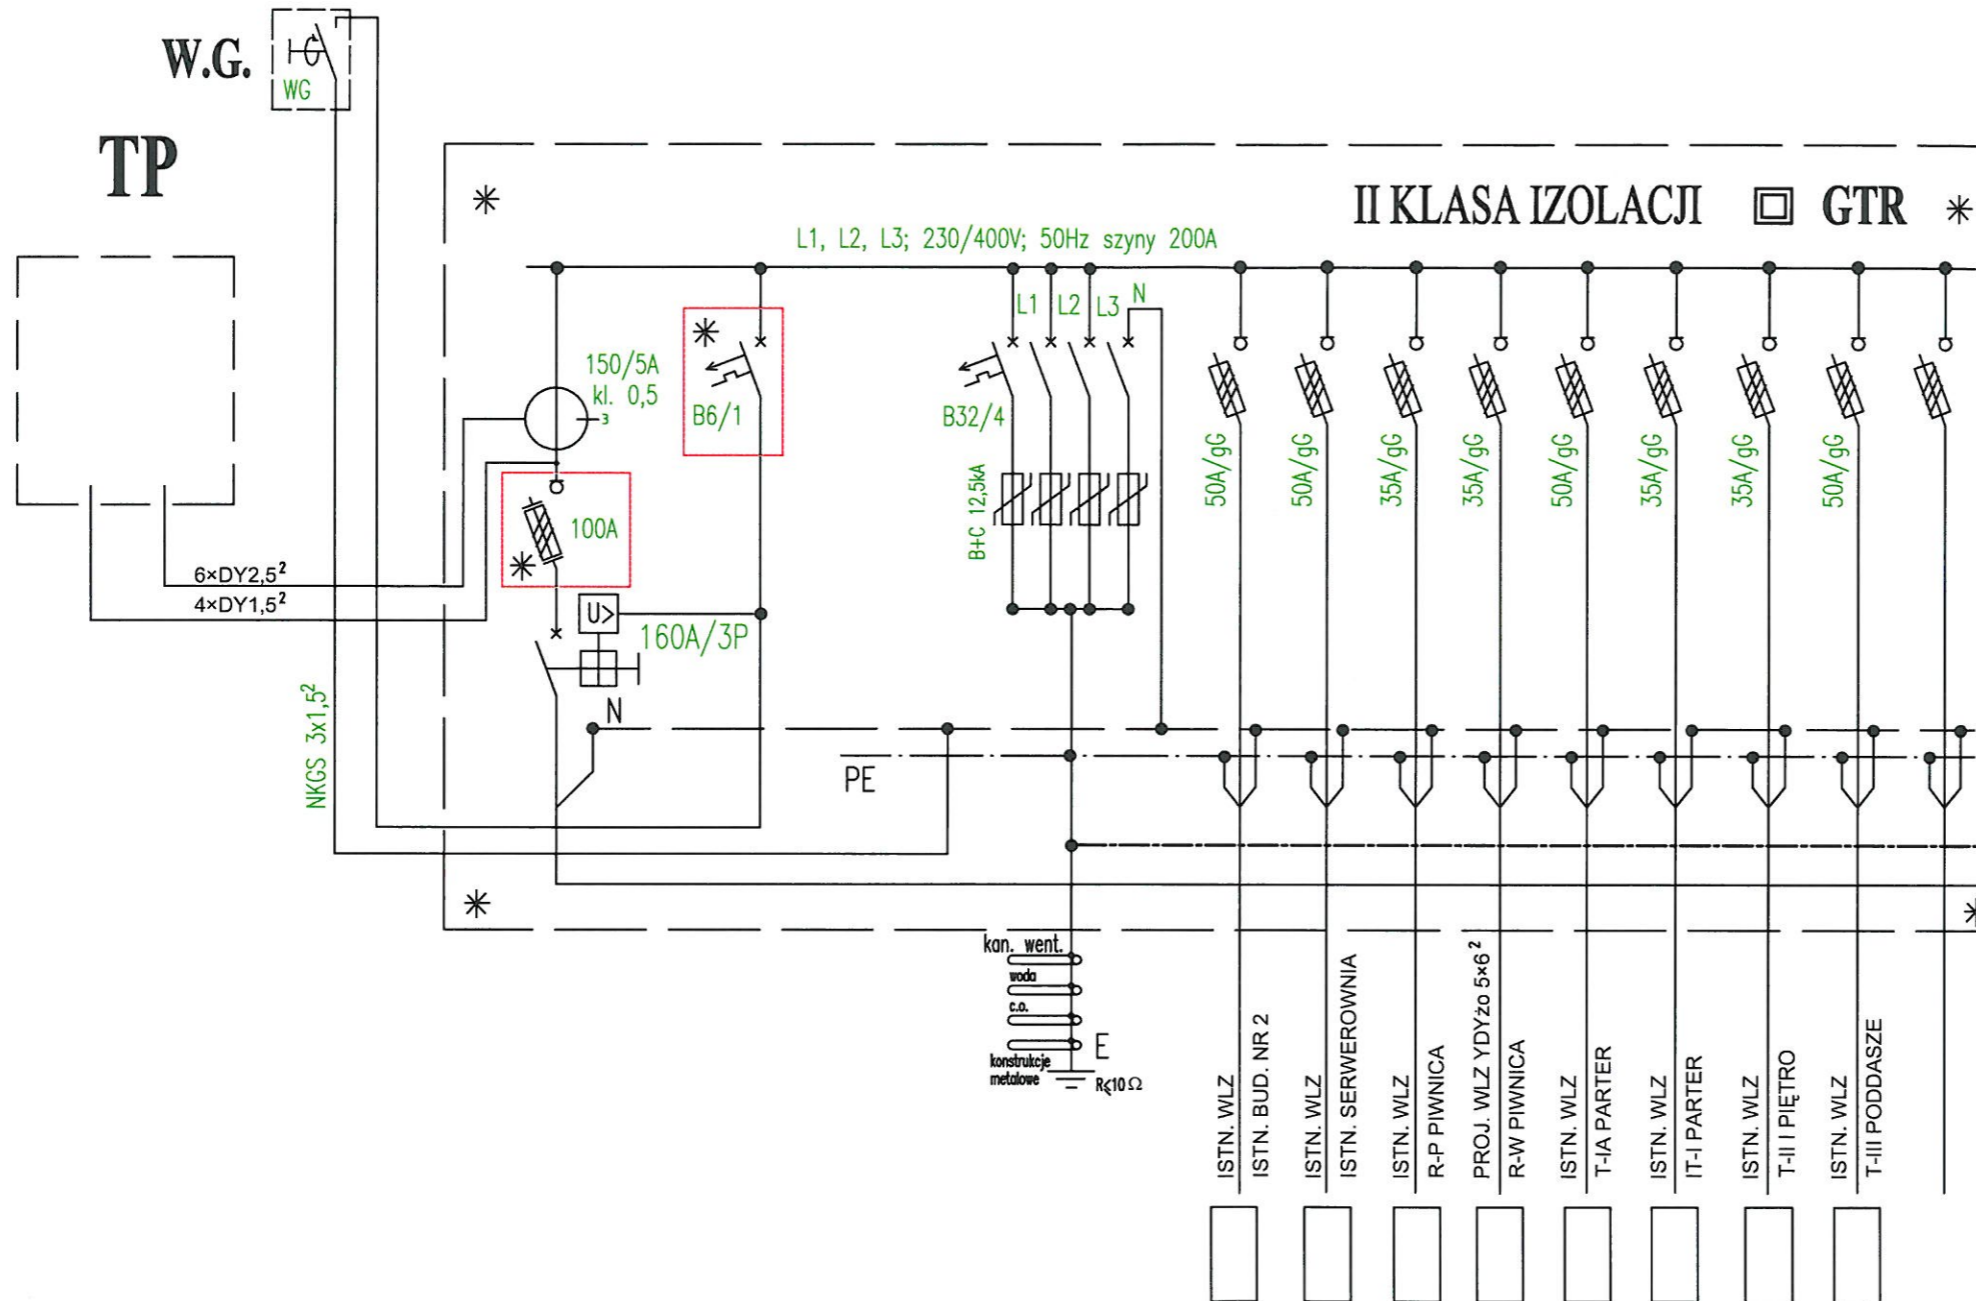 W.G.
WG
TP
II KLASA IZOLACJI GTR
L1, L2, L3; 230/400V; 50Hz szyny 200A
L1 L2 L3 N
150/5A
kl. 0,5
3
B6/1
B32/4
100A
B+C 12,5kA
50A/gG
50A/gG
35A/gG
35A/gG
50A/gG
35A/gG
35A/gG
50A/gG
6×DY2,5²
4×DY1,5²
U>
160A/3P
NKGS 3x1,5²
N
PE
kan. went.
woda
c.o.
konstrukcje
metalowe
E
R≤10 Ω
ISTN. WLZ
ISTN. BUD. NR 2
ISTN. WLZ
ISTN. SERWEROWNIA
ISTN. WLZ
R-P PIWNICA
PROJ. WLZ YDYżo 5×6²
R-W PIWNICA
ISTN. WLZ
T-IA PARTER
ISTN. WLZ
IT-I PARTER
ISTN. WLZ
T-II I PIĘTRO
ISTN. WLZ
T-III PODDASZE